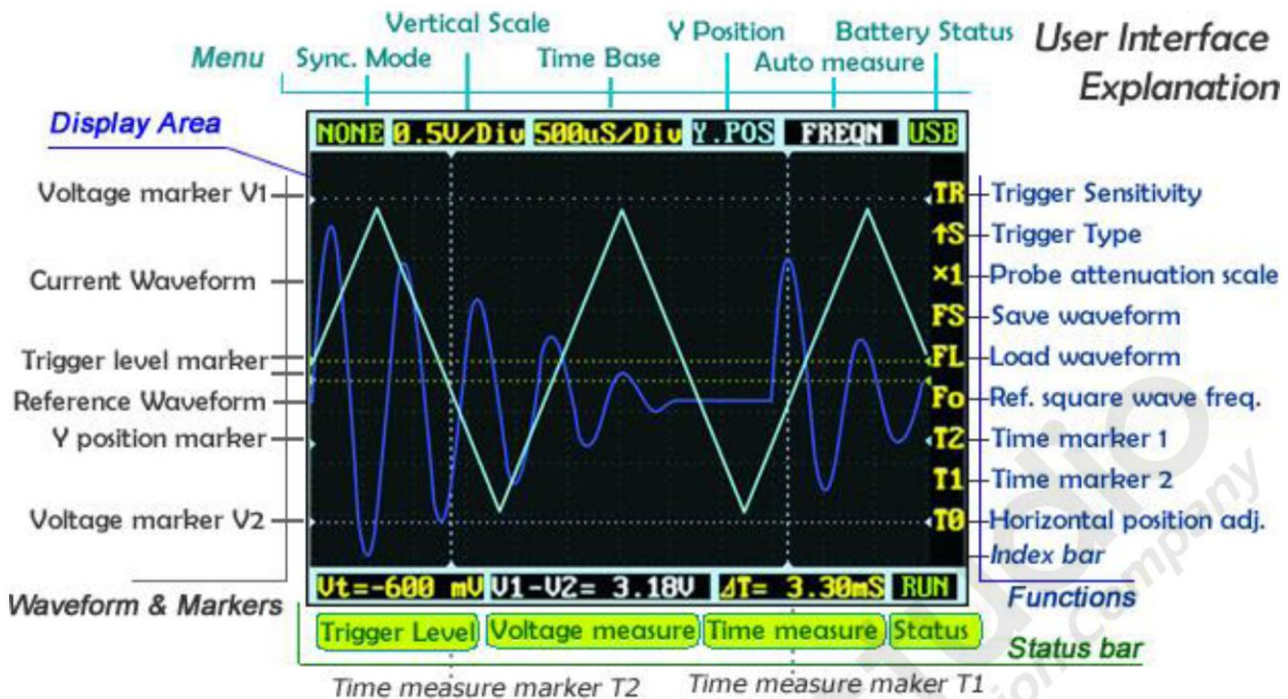 User Interface
Explanation
Menu
Sync. Mode
Vertical Scale
Time Base
Y Position
Auto measure
Battery Status
Display Area
NONE 0.5V/Div 500uS/Div Y.POS FREQN USB
Voltage marker V1
Current Waveform
Trigger level marker
Reference Waveform
Y position marker
Voltage marker V2
Waveform & Markers
TR Trigger Sensitivity
↑S Trigger Type
×1 Probe attenuation scale
FS Save waveform
FL Load waveform
Fo Ref. square wave freq.
T2 Time marker 1
T1 Time marker 2
T0 Horizontal position adj.
Index bar
Functions
Vt=-600 mV V1-V2= 3.18V ΔT= 3.30mS RUN
Trigger Level Voltage measure Time measure Status
Status bar
Time measure marker T2 Time measure maker T1
company